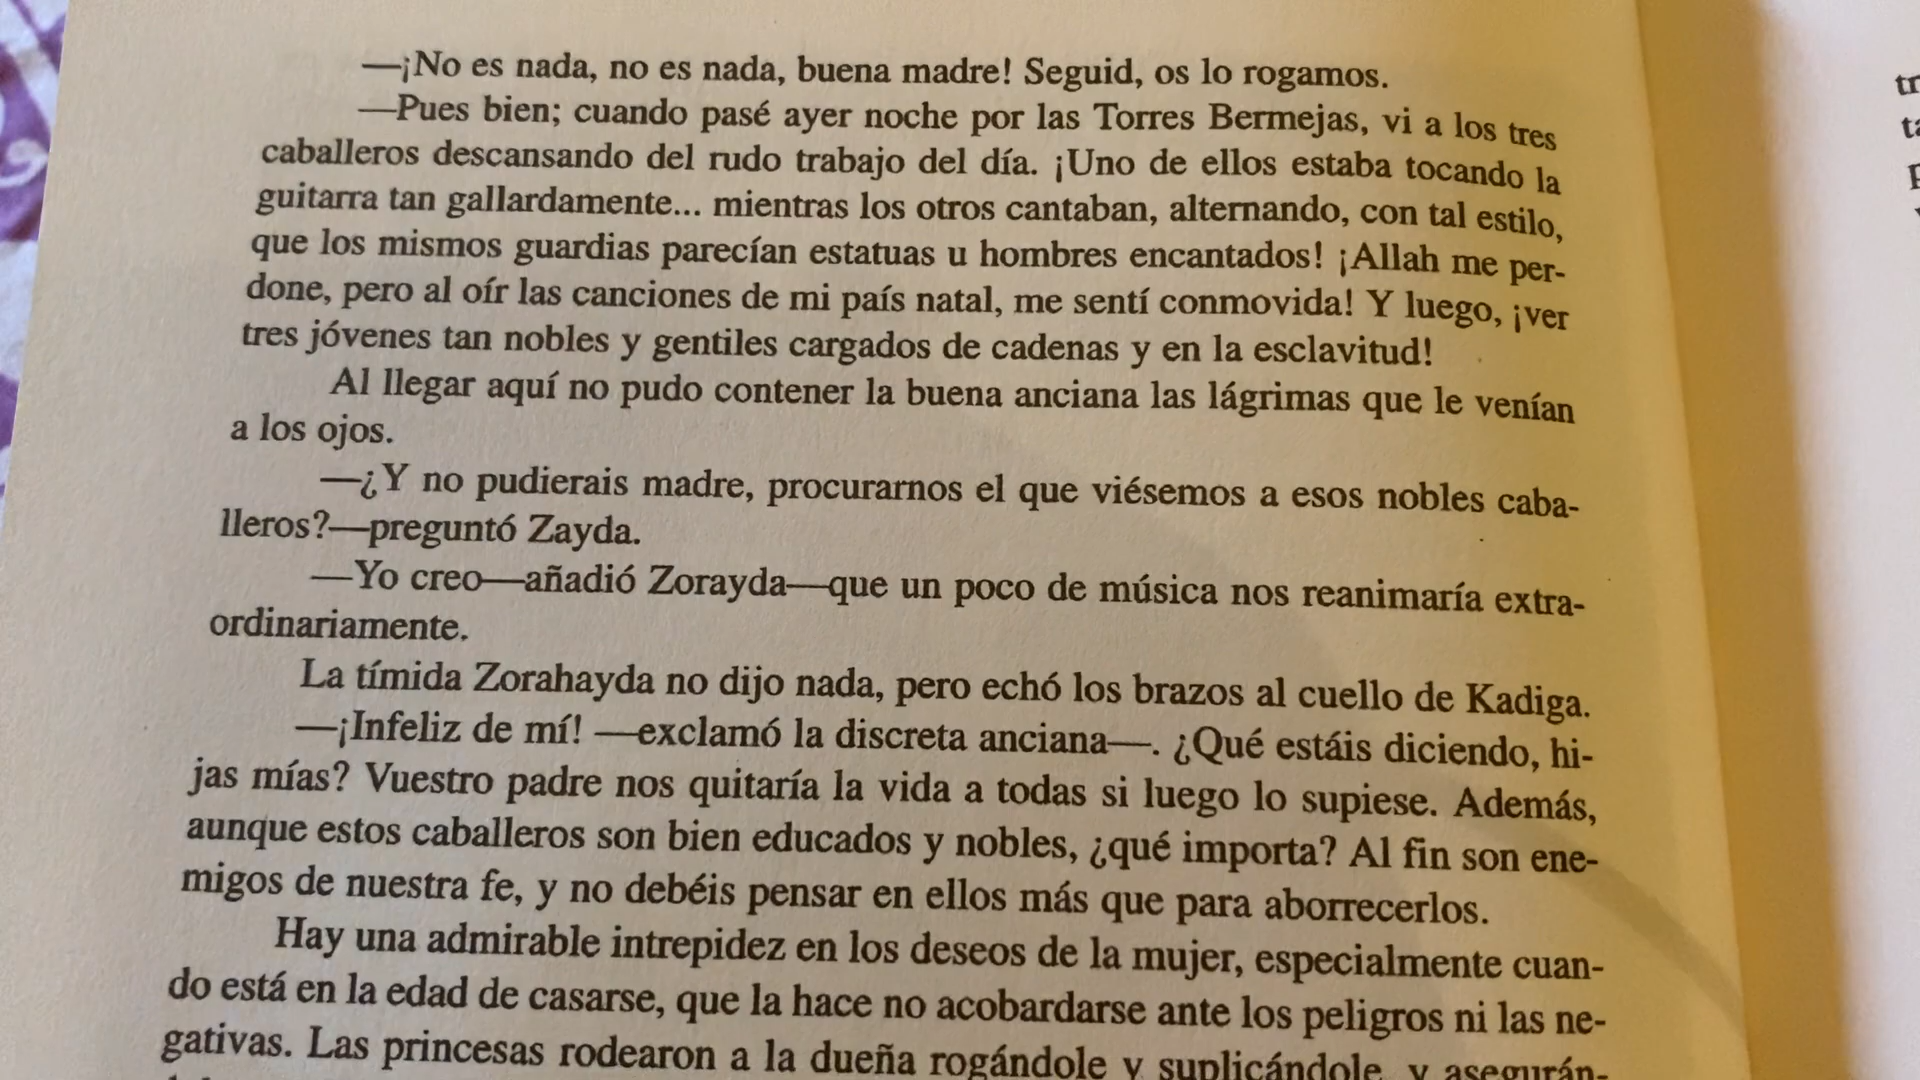 —¡No es nada, no es nada, buena madre! Seguid, os lo rogamos.
—Pues bien; cuando pasé ayer noche por las Torres Bermejas, vi a los tres
caballeros descansando del rudo trabajo del día. ¡Uno de ellos estaba tocando la
guitarra tan gallardamente... mientras los otros cantaban, alternando, con tal estilo,
que los mismos guardias parecían estatuas u hombres encantados! ¡Allah me per-
done, pero al oír las canciones de mi país natal, me sentí conmovida! Y luego, ¡ver
tres jóvenes tan nobles y gentiles cargados de cadenas y en la esclavitud!
Al llegar aquí no pudo contener la buena anciana las lágrimas que le venían
a los ojos.
—¿Y no pudierais madre, procurarnos el que viésemos a esos nobles caba-
lleros?—preguntó Zayda.
—Yo creo—añadió Zorayda—que un poco de música nos reanimaría extra-
ordinariamente.
La tímida Zorahayda no dijo nada, pero echó los brazos al cuello de Kadiga.
—¡Infeliz de mí! —exclamó la discreta anciana—. ¿Qué estáis diciendo, hi-
jas mías? Vuestro padre nos quitaría la vida a todas si luego lo supiese. Además,
aunque estos caballeros son bien educados y nobles, ¿qué importa? Al fin son ene-
migos de nuestra fe, y no debéis pensar en ellos más que para aborrecerlos.
Hay una admirable intrepidez en los deseos de la mujer, especialmente cuan-
do está en la edad de casarse, que la hace no acobardarse ante los peligros ni las ne-
gativas. Las princesas rodearon a la dueña rogándole y suplicándole, y asegurán-